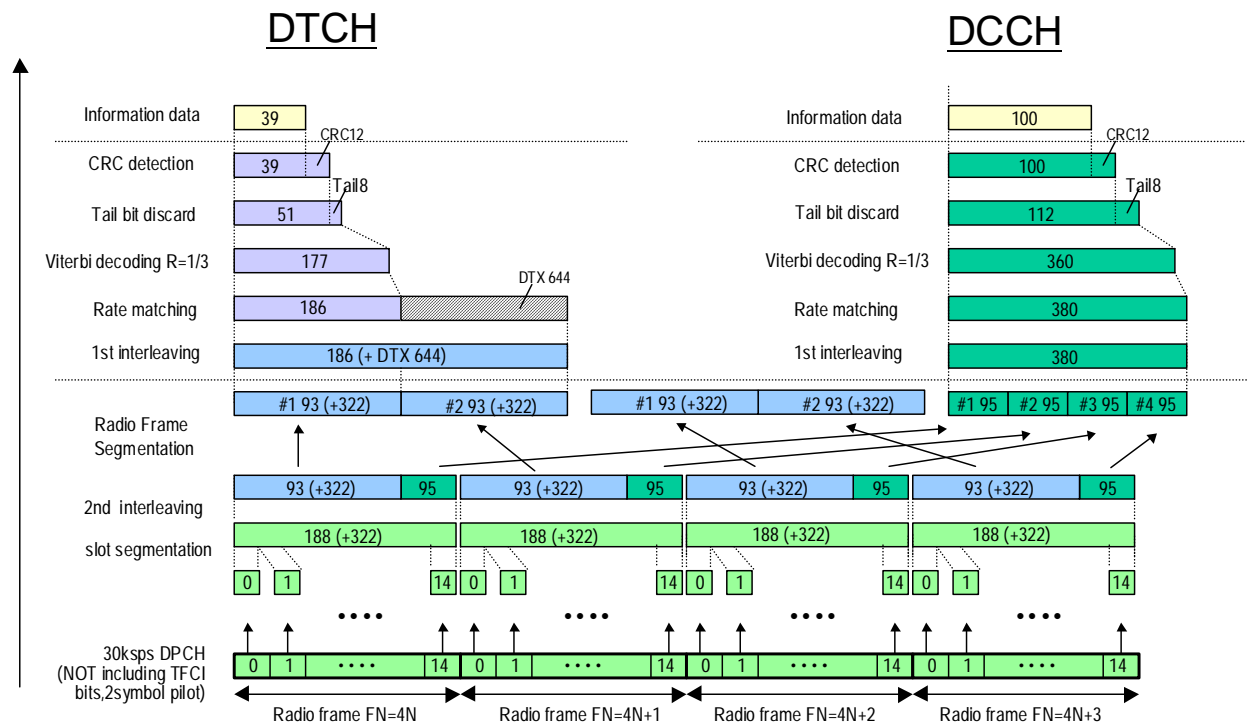 DTCH DCCH
Information data 39 Information data 100
CRC12 CRC12
CRC detection 39 CRC detection 100
Tail8 Tail8
Tail bit discard 51 Tail bit discard 112
Viterbi decoding R=1/3 177 Viterbi decoding R=1/3 360
DTX 644
Rate matching 186 Rate matching 380
1st interleaving 186 (+ DTX 644) 1st interleaving 380
#1 93 (+322) #2 93 (+322) #1 93 (+322) #2 93 (+322) #1 95 #2 95 #3 95 #4 95
Radio Frame
Segmentation
93 (+322) 95 93 (+322) 95 93 (+322) 95 93 (+322) 95
2nd interleaving
188 (+322) 188 (+322) 188 (+322) 188 (+322)
slot segmentation
0 1 14 0 1 14 0 1 14 0 1 14
• • • • • • • • • • • • • • • •
30ksps DPCH
(NOT including TFCI
bits,2symbol pilot)
0 1 • • • • 14 0 1 • • • • 14 0 1 • • • • 14 0 1 • • • • 14
Radio frame FN=4N Radio frame FN=4N+1 Radio frame FN=4N+2 Radio frame FN=4N+3